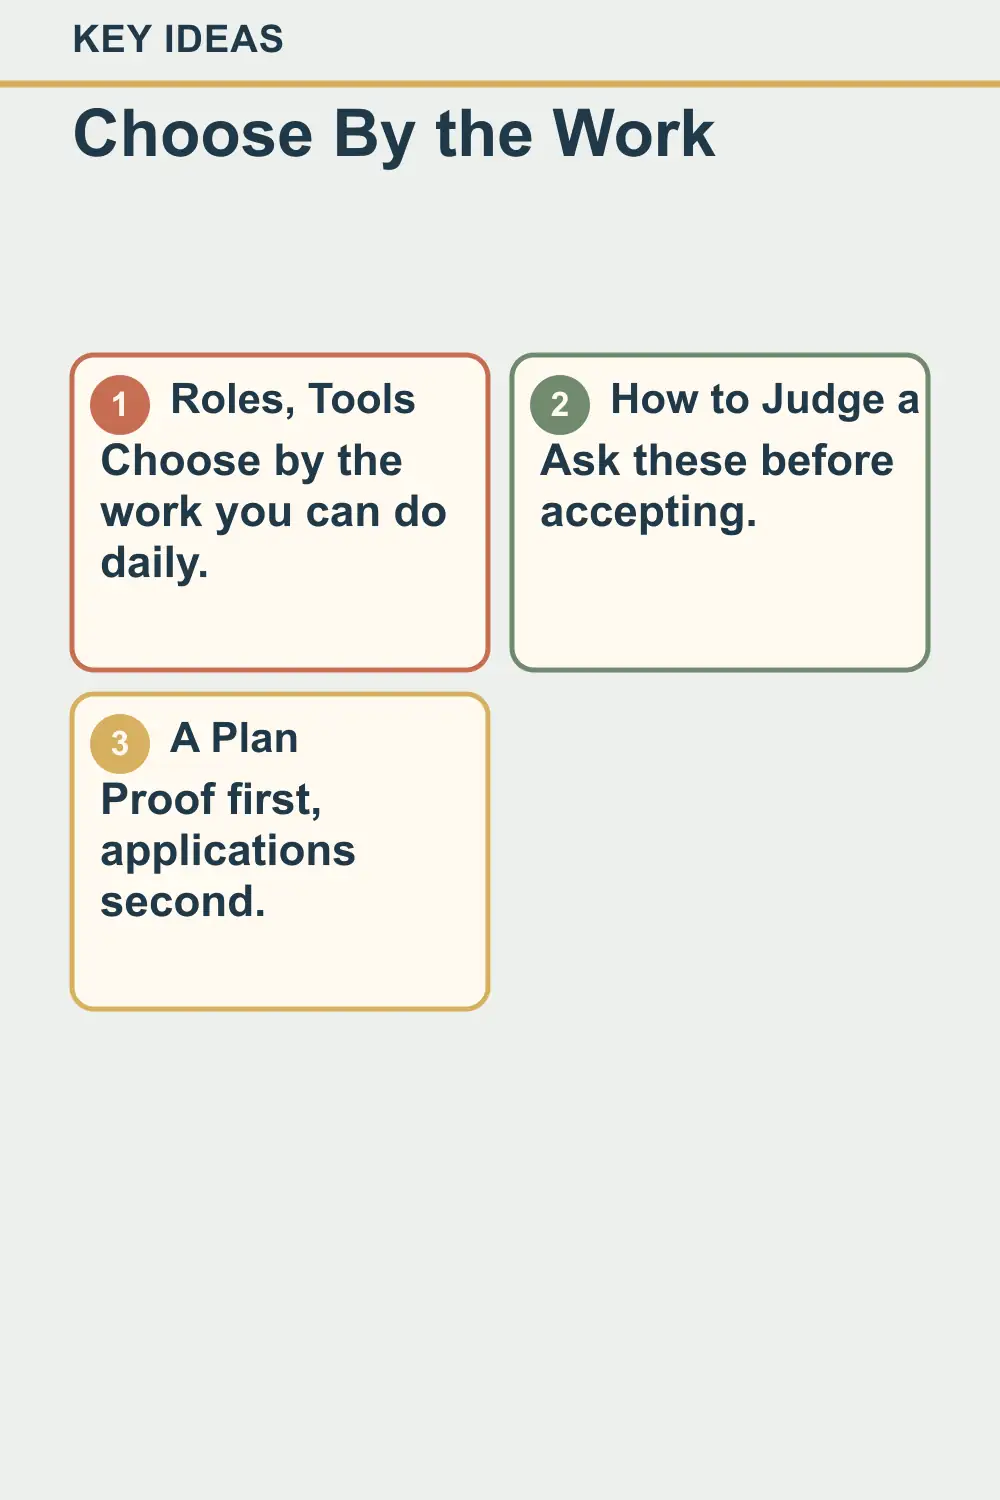 KEY IDEAS
Choose By the Work
1 Roles, Tools
Choose by the
work you can do
daily.
2 How to Judge a
Ask these before
accepting.
3 A Plan
Proof first,
applications
second.